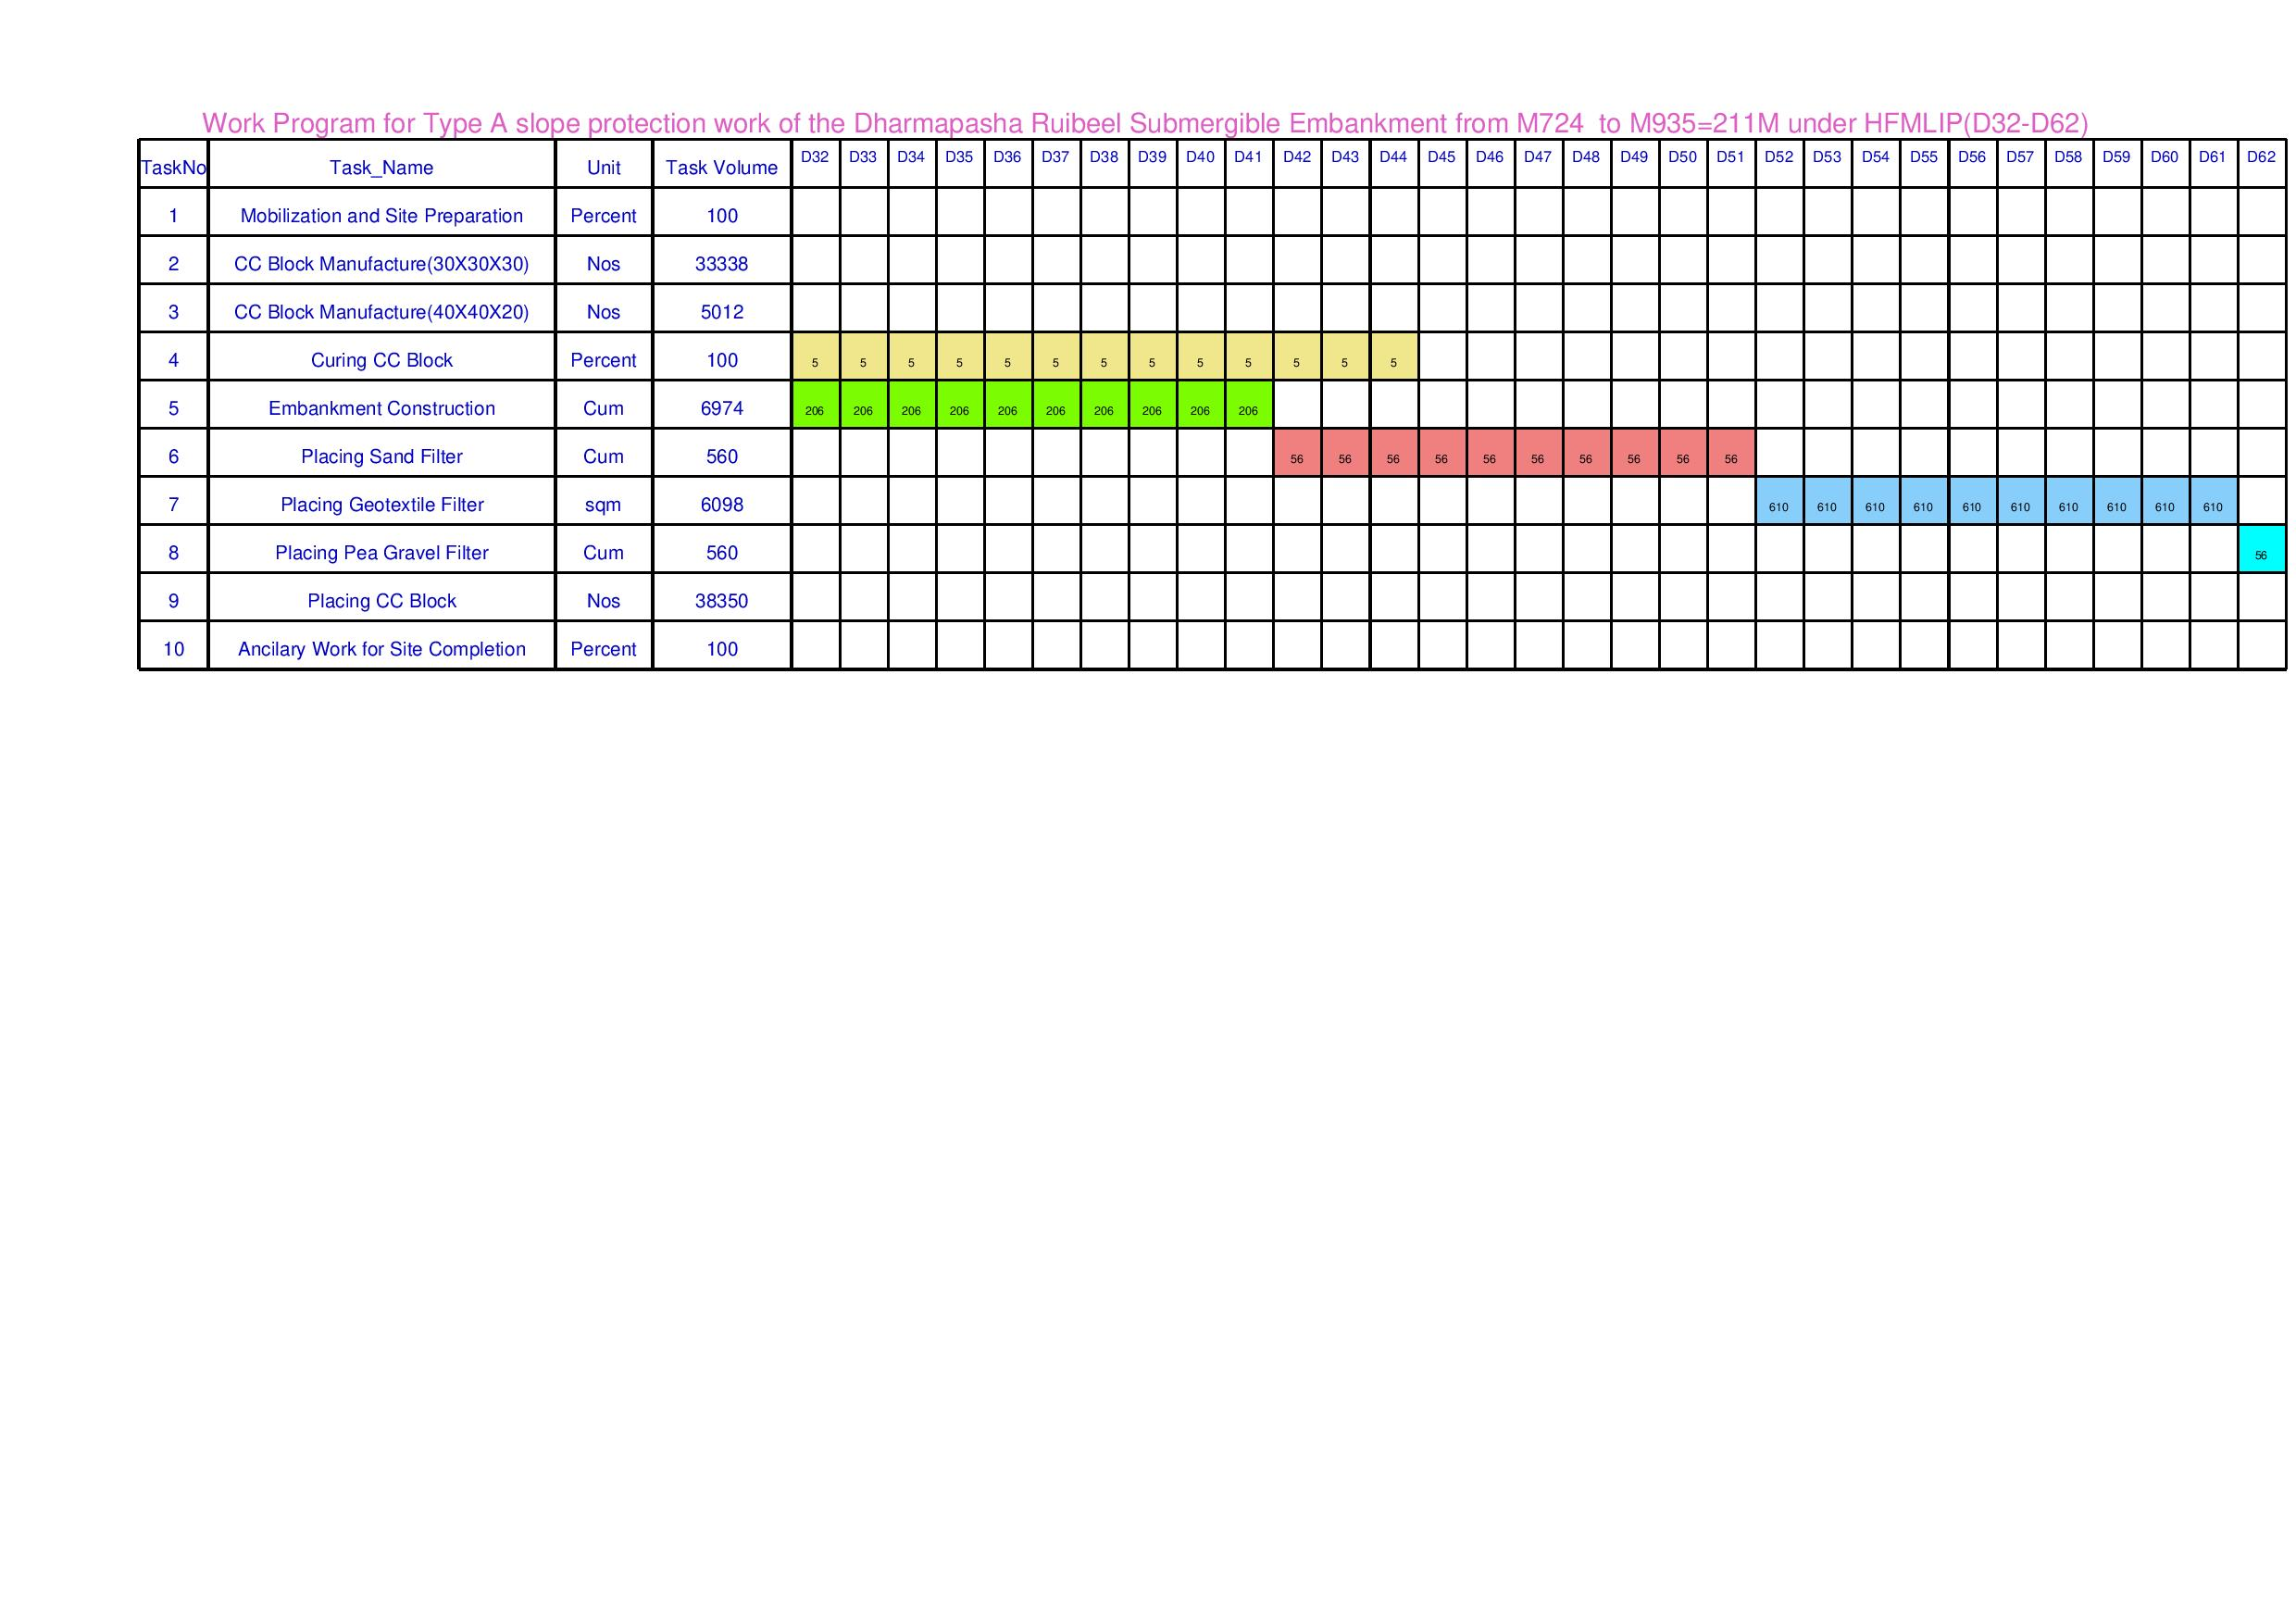 Work Program for Type A slope protection work of the Dharmapasha Ruibeel Submergible Embankment from M724  to M935=211M under HFMLIP(D32-D62)
TaskNo Task_Name Unit Task Volume D32 D33 D34 D35 D36 D37 D38 D39 D40 D41 D42 D43 D44 D45 D46 D47 D48 D49 D50 D51 D52 D53 D54 D55 D56 D57 D58 D59 D60 D61 D62
1 Mobilization and Site Preparation Percent 100
2 CC Block Manufacture(30X30X30) Nos 33338
3 CC Block Manufacture(40X40X20) Nos 5012
4 Curing CC Block Percent 100 5 5 5 5 5 5 5 5 5 5 5 5 5
5 Embankment Construction Cum 6974 206 206 206 206 206 206 206 206 206 206
6 Placing Sand Filter Cum 560 56 56 56 56 56 56 56 56 56 56
7 Placing Geotextile Filter sqm 6098 610 610 610 610 610 610 610 610 610 610
8 Placing Pea Gravel Filter Cum 560 56
9 Placing CC Block Nos 38350
10 Ancilary Work for Site Completion Percent 100